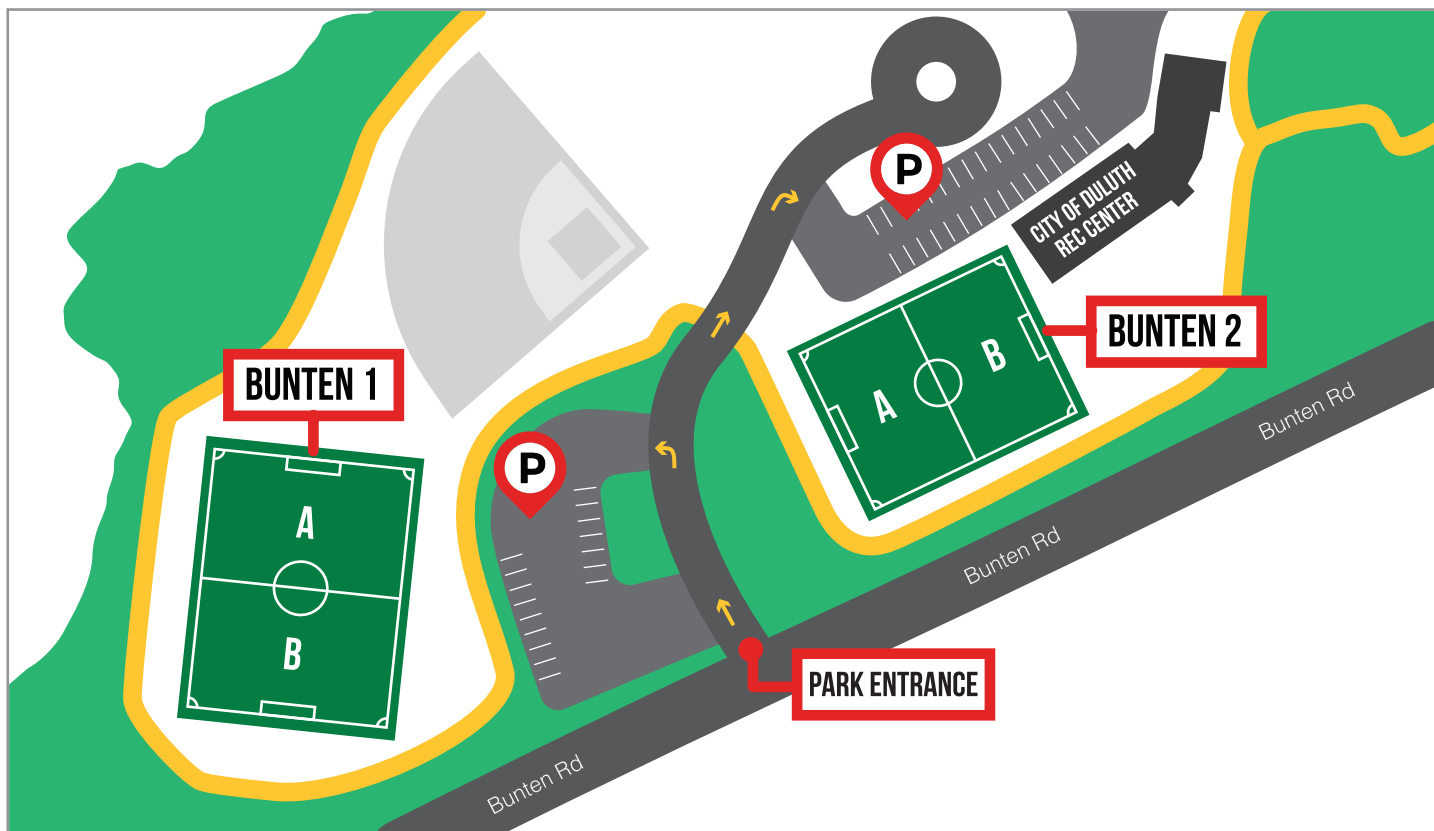 P
CITY OF DULUTH
REC CENTER
BUNTEN 2
BUNTEN 1
B
A
Bunten Rd
P
A
Bunten Rd
B
PARK ENTRANCE
Bunten Rd